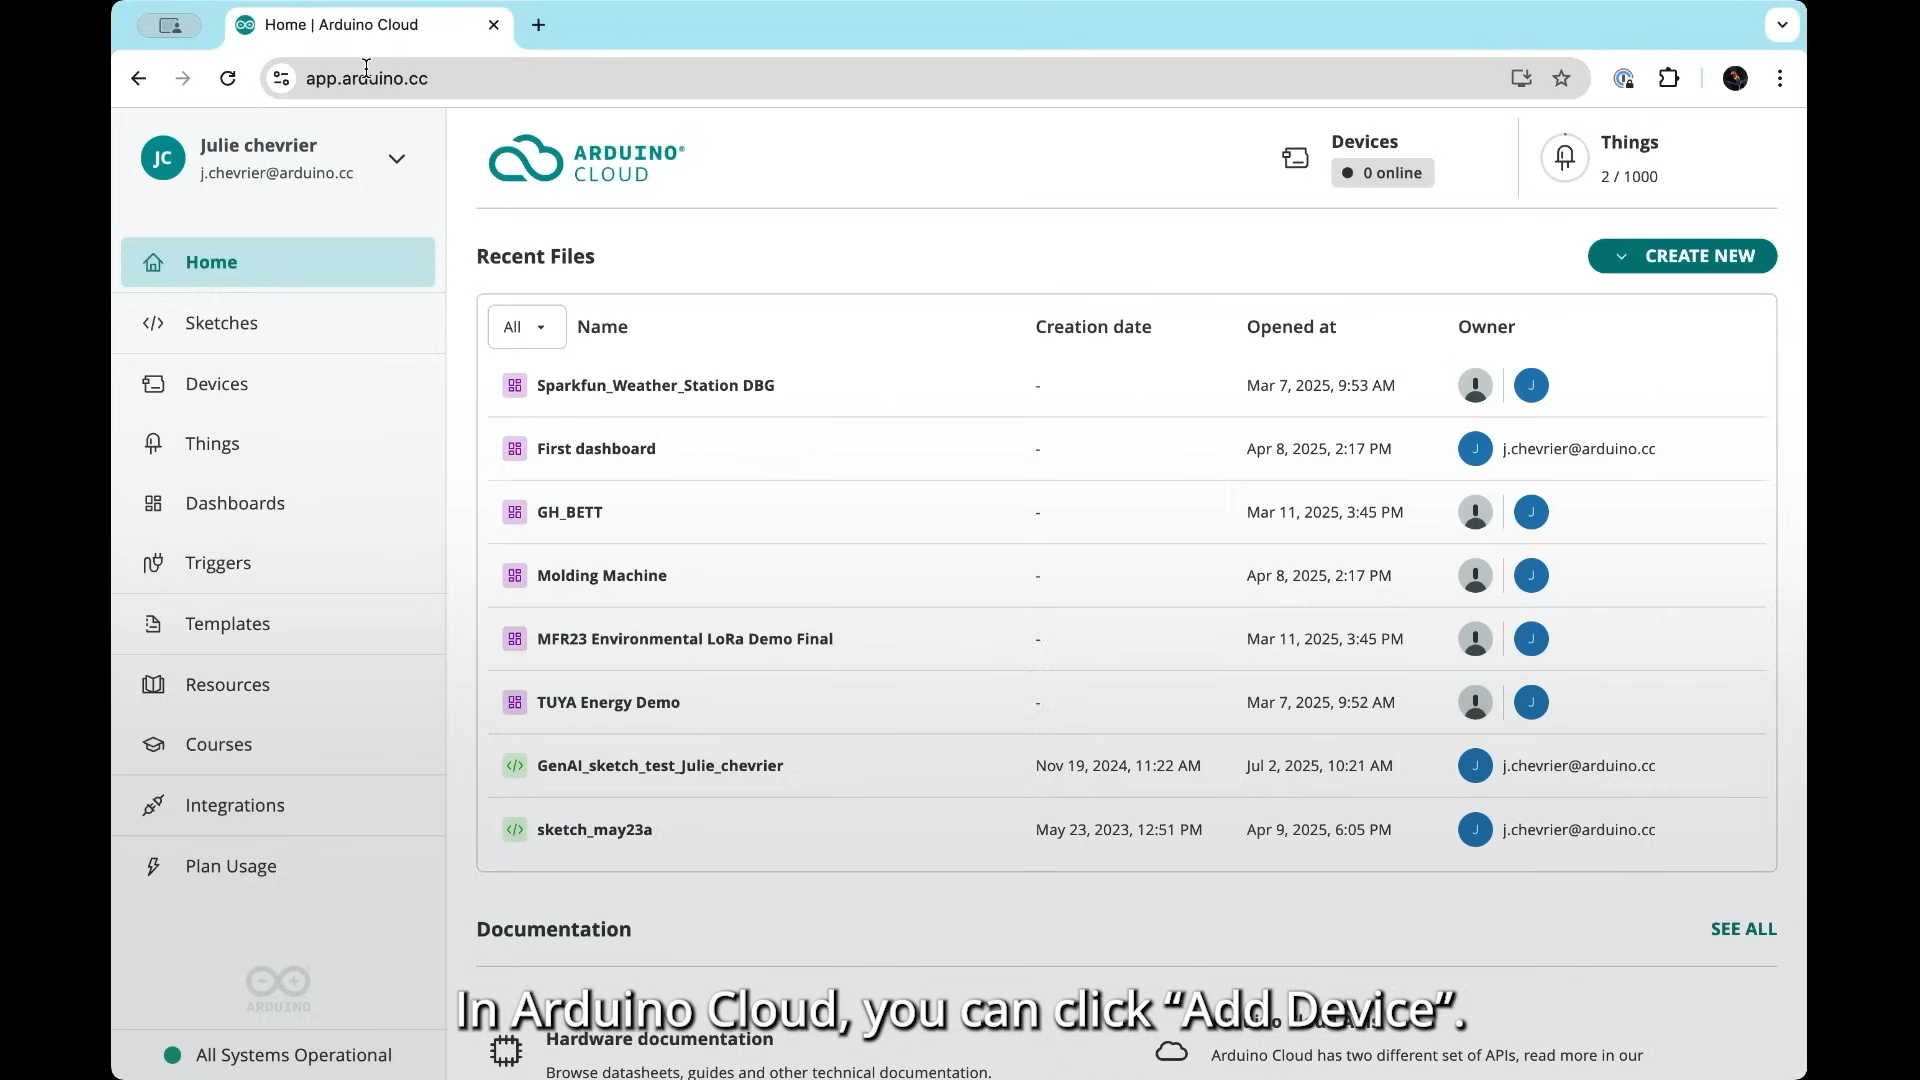 Home | Arduino Cloud
app.arduino.cc
JC
Julie chevrier
j.chevrier@arduino.cc
Home
Sketches
Devices
Things
Dashboards
Triggers
Templates
Resources
Courses
Integrations
Plan Usage
ARDUINO
All Systems Operational
ARDUINO®
CLOUD
Devices
0 online
Things
2 / 1000
Recent Files
CREATE NEW
All Name Creation date Opened at Owner
Sparkfun_Weather_Station DBG - Mar 7, 2025, 9:53 AM J
First dashboard - Apr 8, 2025, 2:17 PM J j.chevrier@arduino.cc
GH_BETT - Mar 11, 2025, 3:45 PM J
Molding Machine - Apr 8, 2025, 2:17 PM J
MFR23 Environmental LoRa Demo Final - Mar 11, 2025, 3:45 PM J
TUYA Energy Demo - Mar 7, 2025, 9:52 AM J
GenAI_sketch_test_Julie_chevrier Nov 19, 2024, 11:22 AM Jul 2, 2025, 10:21 AM J j.chevrier@arduino.cc
sketch_may23a May 23, 2023, 12:51 PM Apr 9, 2025, 6:05 PM J j.chevrier@arduino.cc
Documentation
SEE ALL
In Arduino Cloud, you can click “Add Device”.
Hardware documentation
Browse datasheets, guides and other technical documentation.
Arduino Cloud has two different set of APIs, read more in our